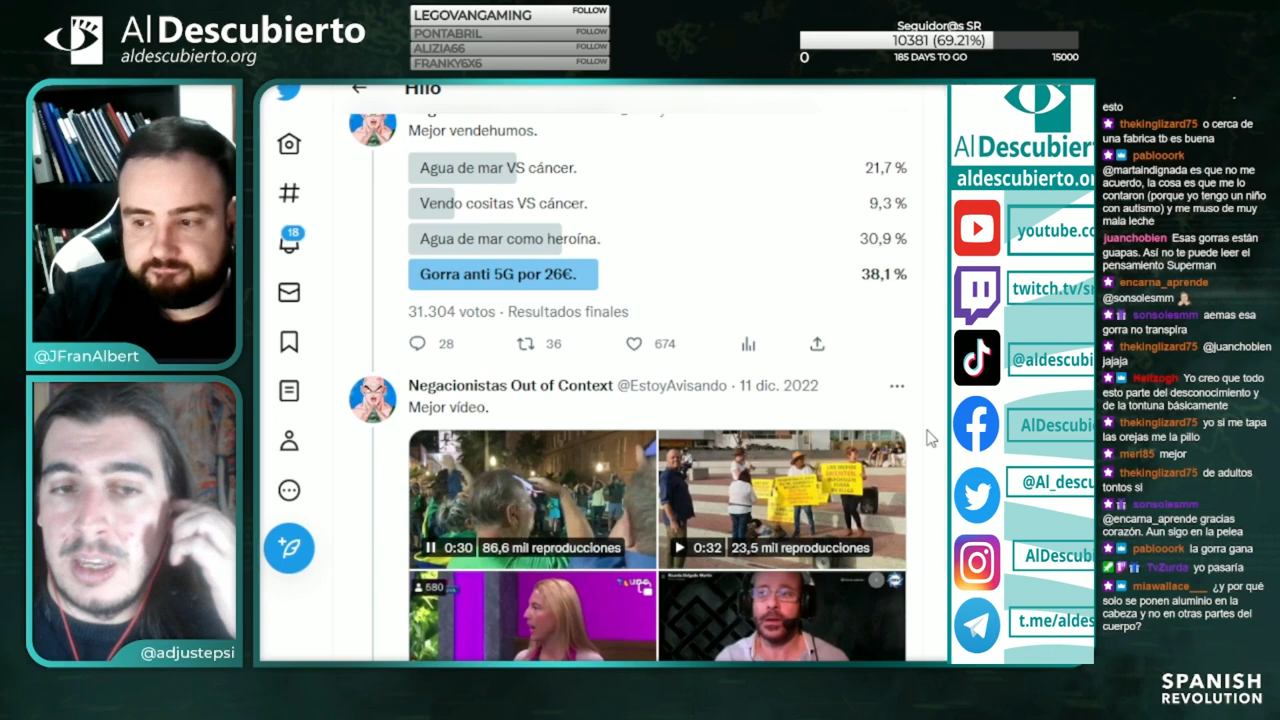 Al Descubierto
aldescubierto.org
LEGOVANGAMING FOLLOW
PONTABRIL FOLLOW
ALIZIA66 FOLLOW
FRANKY6X6 FOLLOW
Seguidor@s SR
10381 (69.21%)
0 185 DAYS TO GO 15000
@JFranAlbert
@adjustepsi
Hilo
18
Mejor vendehumos.
Agua de mar VS cáncer. 21,7 %
Vendo cositas VS cáncer. 9,3 %
Agua de mar como heroína. 30,9 %
Gorra anti 5G por 26€. 38,1 %
31.304 votos · Resultados finales
28 36 674
Negacionistas Out of Context @EstoyAvisando · 11 dic. 2022
Mejor vídeo.
0:30 86,6 mil reproducciones
0:32 23,5 mil reproducciones
580
Al Descubier
aldescubierto.or
youtube.co
twitch.tv/s
@aldescubi
AlDescubi
@Al_descu
AlDescub
t.me/aldes
esto
thekinglizard75 o cerca de
una fabrica tb es buena
pablooork
@martaindignada es que no me
acuerdo, la cosa es que me lo
contaron (porque yo tengo un niño
con autismo) y me muso de muy
mala leche
juanchobien Esas gorras están
guapas. Así no te puede leer el
pensamiento Superman
encarna_aprende
@sonsolesmm
sonsolesmm aemas esa
gorra no transpira
thekinglizard75 @juanchobien
jajaja
Hellzogh Yo creo que todo
esto parte del desconocimiento y
de la tontuna básicamente
thekinglizard75 yo si me tapa
las orejas me la pillo
meri85 mejor
thekinglizard75 de adultos
tontos si
sonsolesmm
@encarna_aprende gracias
corazón. Aun sigo en la pelea
pablooork la gorra gana
TvZurda yo pasaría
miawallace___ ¿y por qué
solo se ponen aluminio en la
cabeza y no en otras partes del
cuerpo?
SPANISH
REVOLUTION